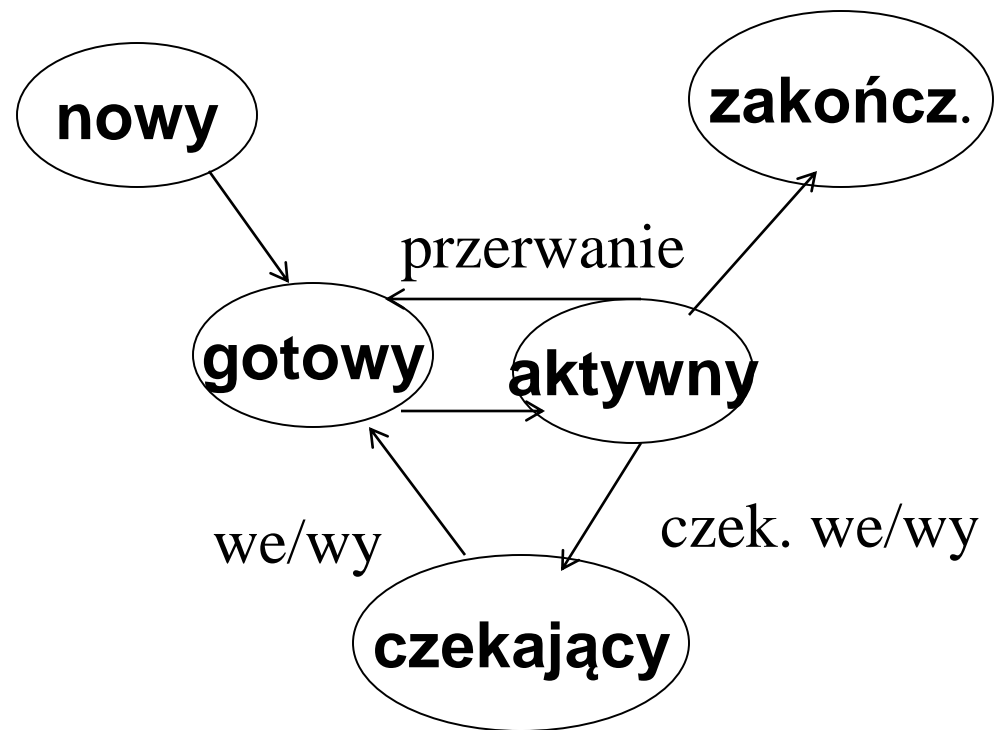 nowy
zakończ.
przerwanie
gotowy
aktywny
we/wy
czek. we/wy
czekający